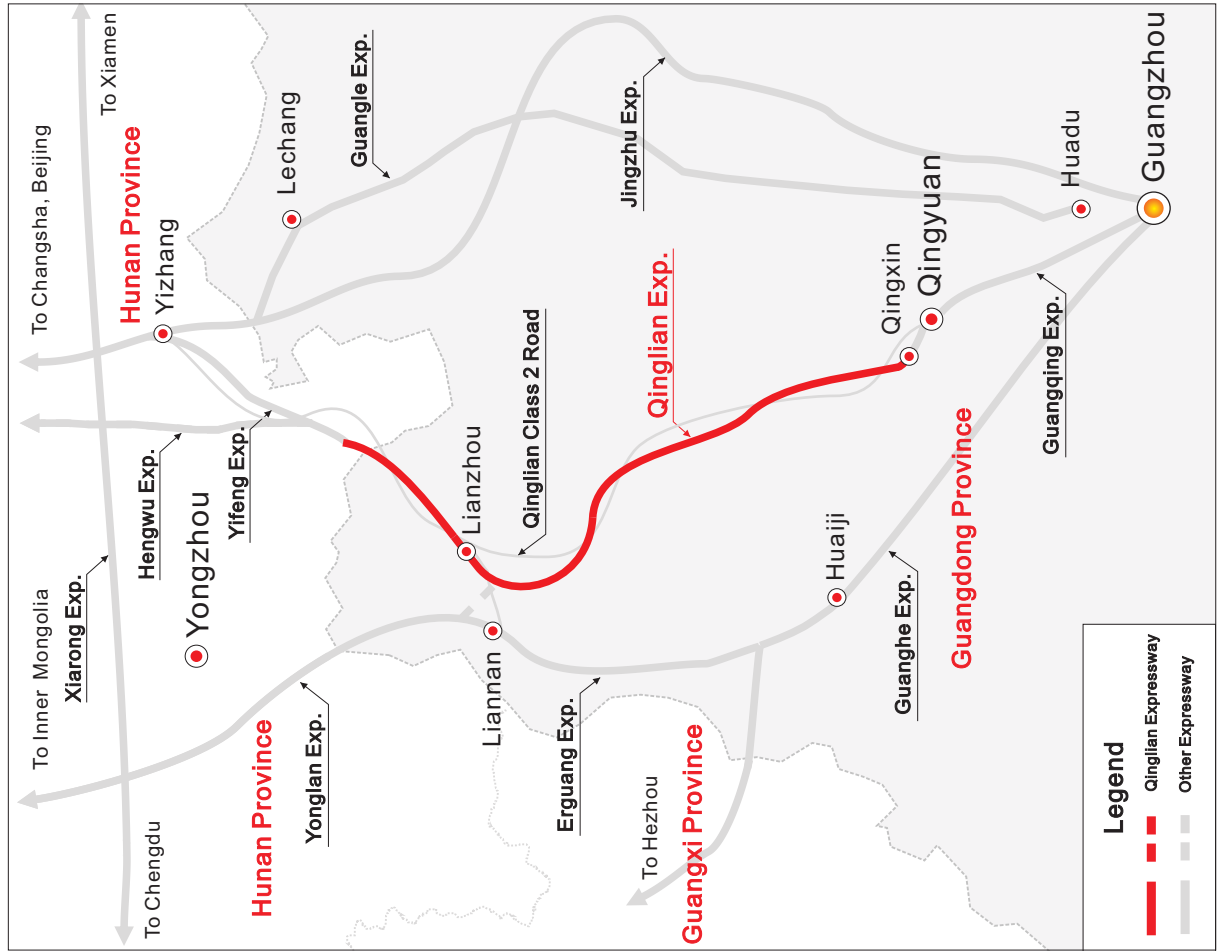 To Xiamen
To Changsha, Beijing
Hunan Province
Yizhang
Lechang
Guangle Exp.
Jingzhu Exp.
Huadu
Guangzhou
Qingyuan
Qingxin
Qinglian Exp.
Guangqing Exp.
Hengwu Exp.
Yifeng Exp.
Yongzhou
Lianzhou
Qinglian Class 2 Road
Huaiji
Guangdong Province
Guanghe Exp.
To Inner Mongolia
Xiarong Exp.
Liannan
Hunan Province
Yonglan Exp.
Erguang Exp.
To Hezhou
Guangxi Province
To Chengdu
Legend
Qinglian Expressway
Other Expressway